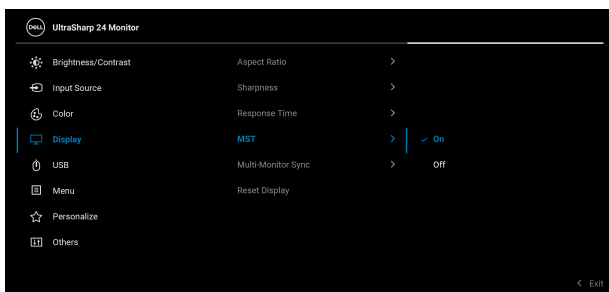 DELL UltraSharp 24 Monitor
Brightness/Contrast Aspect Ratio >
Input Source Sharpness >
Color Response Time >
Display MST > ✓ On
USB Multi-Monitor Sync > Off
Menu Reset Display
Personalize
Others
< Exit